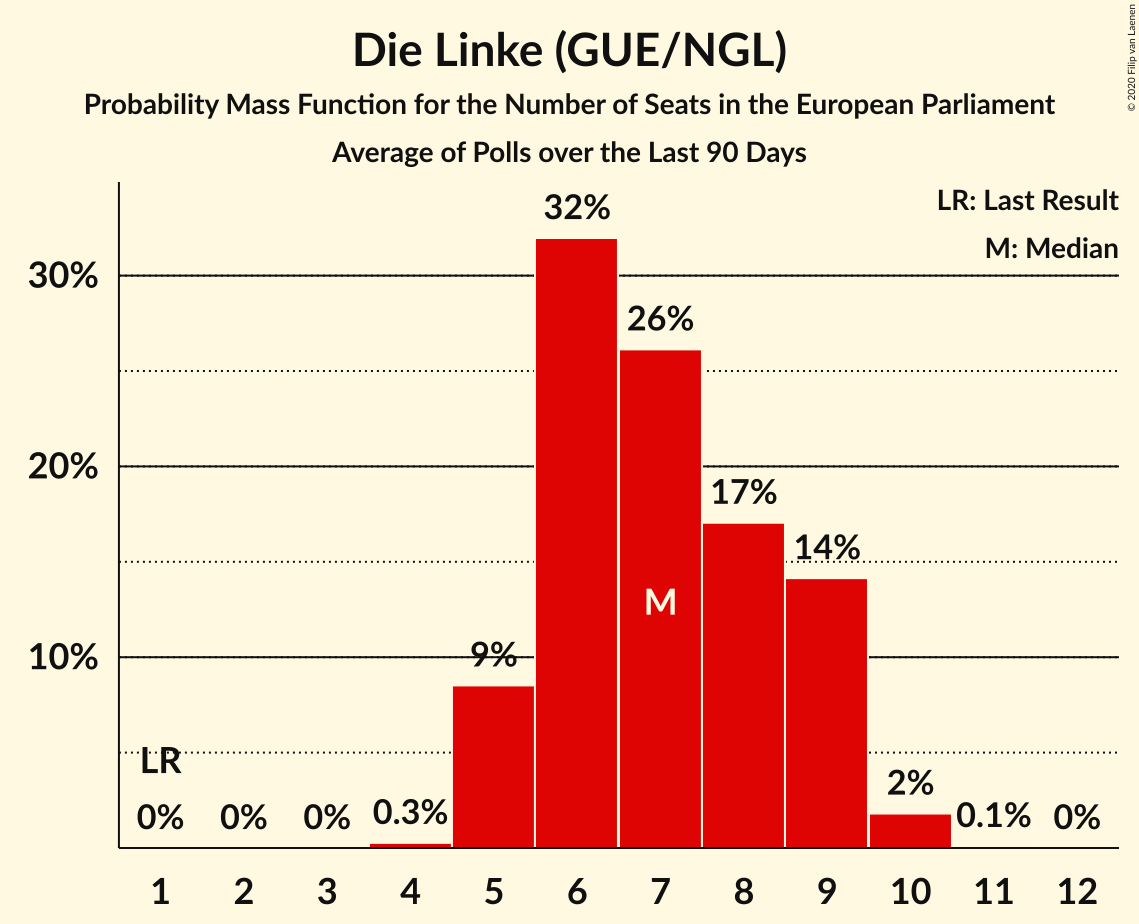 Die Linke (GUE/NGL)
Probability Mass Function for the Number of Seats in the European Parliament
Average of Polls over the Last 90 Days
© 2020 Filip van Laenen
LR: Last Result
M: Median
32%
30%
26%
20%
17%
14%
M
10%
9%
LR
0%
0%
0%
0.3%
2%
0.1%
0%
1 2 3 4 5 6 7 8 9 10 11 12